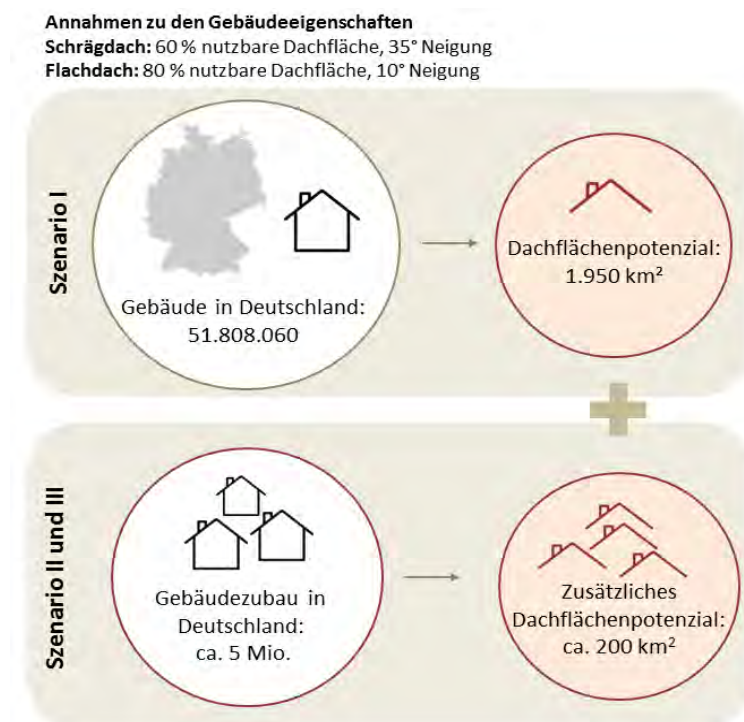 Annahmen zu den Gebäudeeigenschaften
Schrägdach: 60 % nutzbare Dachfläche, 35° Neigung
Flachdach: 80 % nutzbare Dachfläche, 10° Neigung
Szenario I
Gebäude in Deutschland:
51.808.060
Dachflächenpotenzial:
1.950 km²
Szenario II und III
Gebäudezubau in
Deutschland:
ca. 5 Mio.
Zusätzliches
Dachflächenpotenzial:
ca. 200 km²